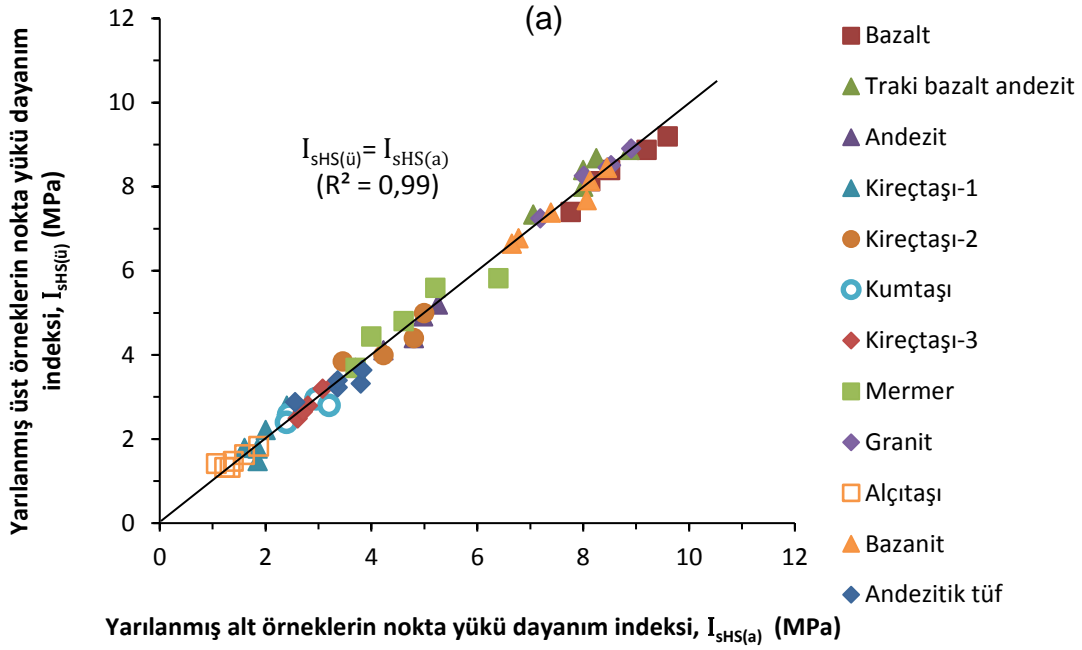 (a)
Yarılanmış üst örneklerin nokta yükü dayanım
indeksi, IsHS(ü) (MPa)
12
10
8
6
4
2
0
IsHS(ü)= IsHS(a)
(R² = 0,99)
0 2 4 6 8 10 12
Yarılanmış alt örneklerin nokta yükü dayanım indeksi, IsHS(a) (MPa)
Bazalt
Traki bazalt andezit
Andezit
Kireçtaşı-1
Kireçtaşı-2
Kumtaşı
Kireçtaşı-3
Mermer
Granit
Alçıtaşı
Bazanit
Andezitik tüf